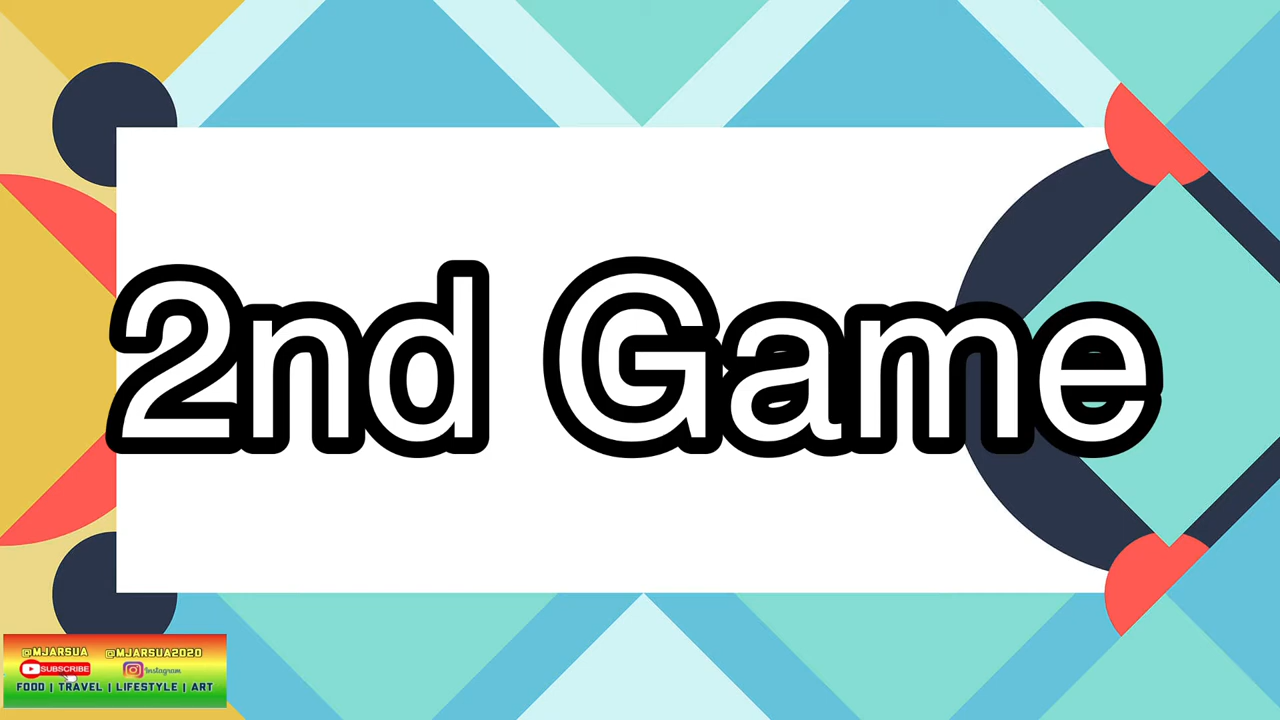 2nd Game
@MJARSUA @MJARSUA2020
SUBSCRIBE Instagram
FOOD | TRAVEL | LIFESTYLE | ART